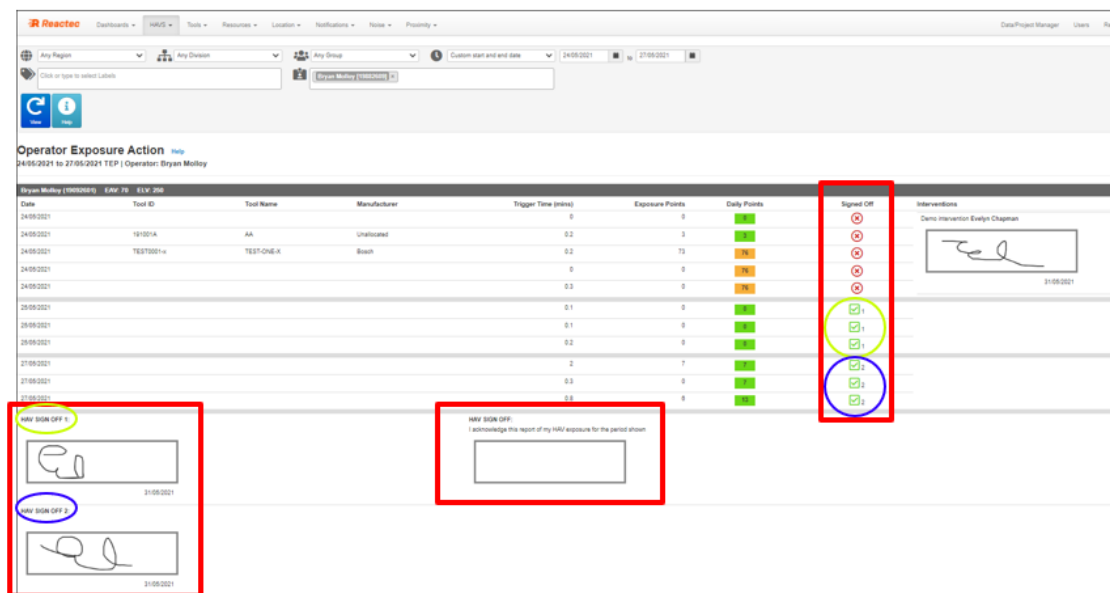 Reactec Dashboards HAVS Tools Resources Location Notifications Noise Proximity Data/Project Manager Users
Any Region Any Division Any Group Custom start and end date 24/05/2021 to 27/05/2021
Click or type to select Labels
View Help
Operator Exposure Action Help
24/05/2021 to 27/05/2021 TEP | Operator: Bryan Molloy
Bryan Molloy (19092601) EAV: 70 ELV: 250
Date Tool ID Tool Name Manufacturer Trigger Time (mins) Exposure Points Daily Points Signed Off Interventions
24/05/2021 0 0 0 Demo intervention Evelyn Chapman
24/05/2021 191001A AA Unallocated 0.2 3 3
24/05/2021 TEST0001-x TEST-ONE-X Bosch 0.2 73 76
24/05/2021 0 0 76
24/05/2021 0.3 0 76
31/05/2021
25/05/2021 0.1 0 0 1
25/05/2021 0.1 0 0 1
25/05/2021 0.2 0 0 1
27/05/2021 2 7 7 2
27/05/2021 0.3 0 7 2
27/05/2021 0.8 2
HAV SIGN OFF 1:
31/05/2021
HAV SIGN OFF 2:
31/05/2021
HAV SIGN OFF:
I acknowledge this report of my HAV exposure for the period shown